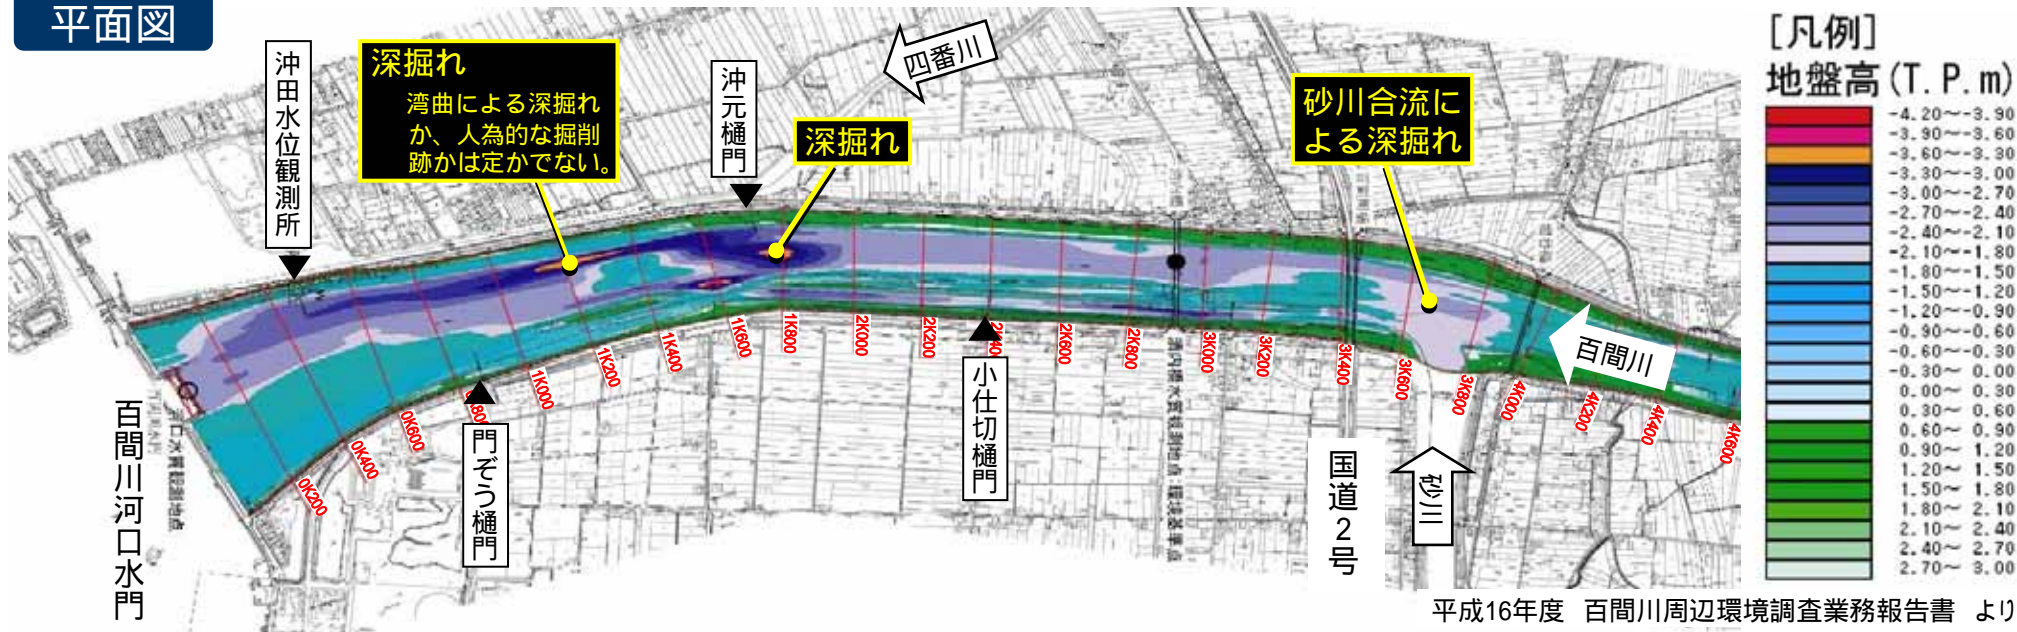 平面図
沖田水位観測所
深掘れ
湾曲による深掘れ
か、人為的な掘削
跡かは定かでない。
沖元樋門
四番川
深掘れ
砂川合流に
よる深掘れ
百間川
百間川河口水門
門ぞう樋門
小仕切樋門
国道2号
砂川
0K200
0K400
0K600
0K800
1K000
1K200
1K400
1K600
1K800
2K000
2K200
2K400
2K600
2K800
3K000
3K200
3K400
3K600
3K800
4K000
4K200
4K400
4K600
[凡例]
地盤高(T.P.m)
-4.20～-3.90
-3.90～-3.60
-3.60～-3.30
-3.30～-3.00
-3.00～-2.70
-2.70～-2.40
-2.40～-2.10
-2.10～-1.80
-1.80～-1.50
-1.50～-1.20
-1.20～-0.90
-0.90～-0.60
-0.60～-0.30
-0.30～ 0.00
0.00～ 0.30
0.30～ 0.60
0.60～ 0.90
0.90～ 1.20
1.20～ 1.50
1.50～ 1.80
1.80～ 2.10
2.10～ 2.40
2.40～ 2.70
2.70～ 3.00
平成16年度 百間川周辺環境調査業務報告書 より